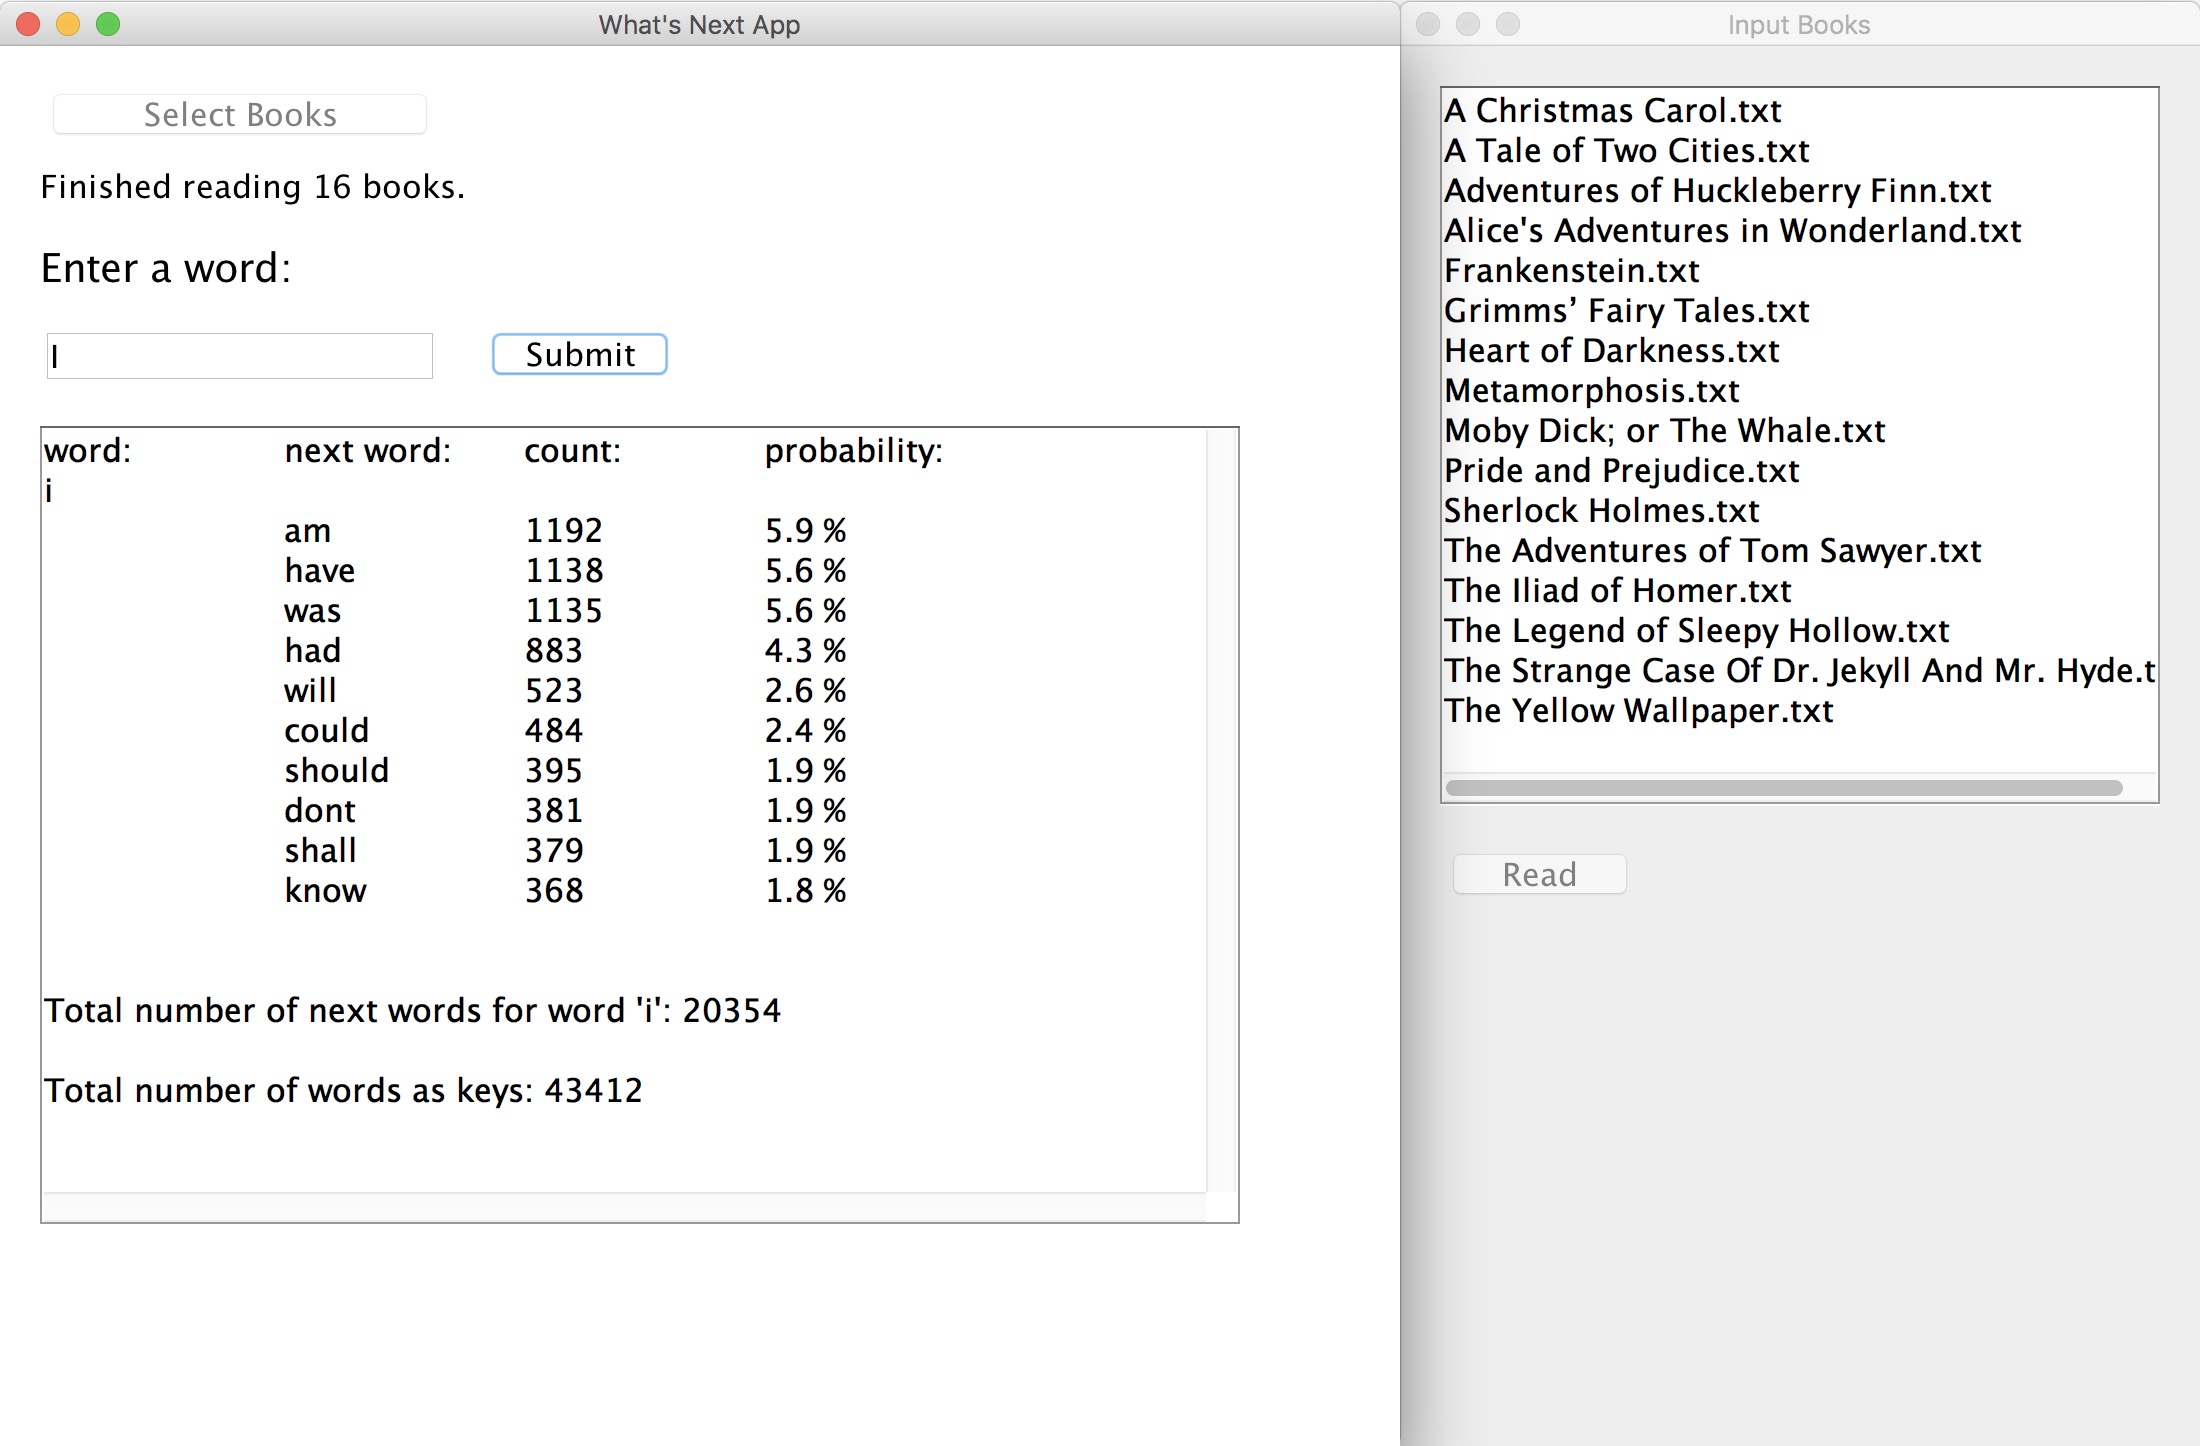 What's Next App
Select Books
Finished reading 16 books.
Enter a word:
I
Submit
word: next word: count: probability:
i
am 1192 5.9 %
have 1138 5.6 %
was 1135 5.6 %
had 883 4.3 %
will 523 2.6 %
could 484 2.4 %
should 395 1.9 %
dont 381 1.9 %
shall 379 1.9 %
know 368 1.8 %
Total number of next words for word 'i': 20354
Total number of words as keys: 43412
Input Books
A Christmas Carol.txt
A Tale of Two Cities.txt
Adventures of Huckleberry Finn.txt
Alice's Adventures in Wonderland.txt
Frankenstein.txt
Grimms’ Fairy Tales.txt
Heart of Darkness.txt
Metamorphosis.txt
Moby Dick; or The Whale.txt
Pride and Prejudice.txt
Sherlock Holmes.txt
The Adventures of Tom Sawyer.txt
The Iliad of Homer.txt
The Legend of Sleepy Hollow.txt
The Strange Case Of Dr. Jekyll And Mr. Hyde.t
The Yellow Wallpaper.txt
Read